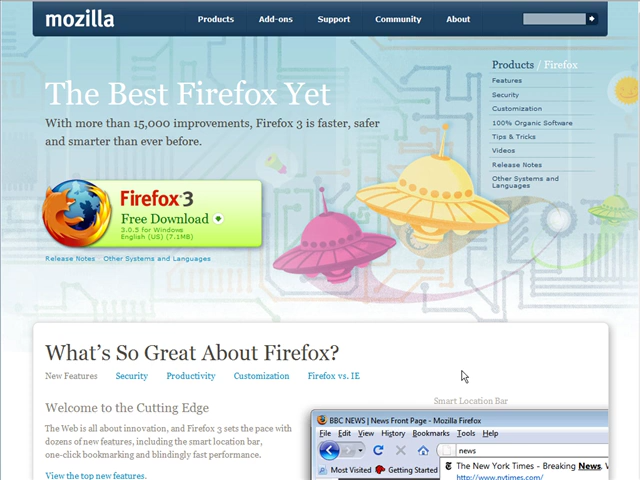 mozilla
Products Add-ons Support Community About
Products / Firefox
Features
Security
Customization
100% Organic Software
Tips & Tricks
Videos
Release Notes
Other Systems and
Languages
The Best Firefox Yet
With more than 15,000 improvements, Firefox 3 is faster, safer
and smarter than ever before.
Firefox 3
Free Download
3.0.5 for Windows
English (US) (7.1MB)
Release Notes Other Systems and Languages
What's So Great About Firefox?
New Features Security Productivity Customization Firefox vs. IE
Welcome to the Cutting Edge
The Web is all about innovation, and Firefox 3 sets the pace with
dozens of new features, including the smart location bar,
one-click bookmarking and blindingly fast performance.
View the top new features.
Smart Location Bar
BBC NEWS | News Front Page - Mozilla Firefox
File Edit View History Bookmarks Tools Help
news
Most Visited Getting Started
The New York Times - Breaking News, W
http://www.nytimes.com/